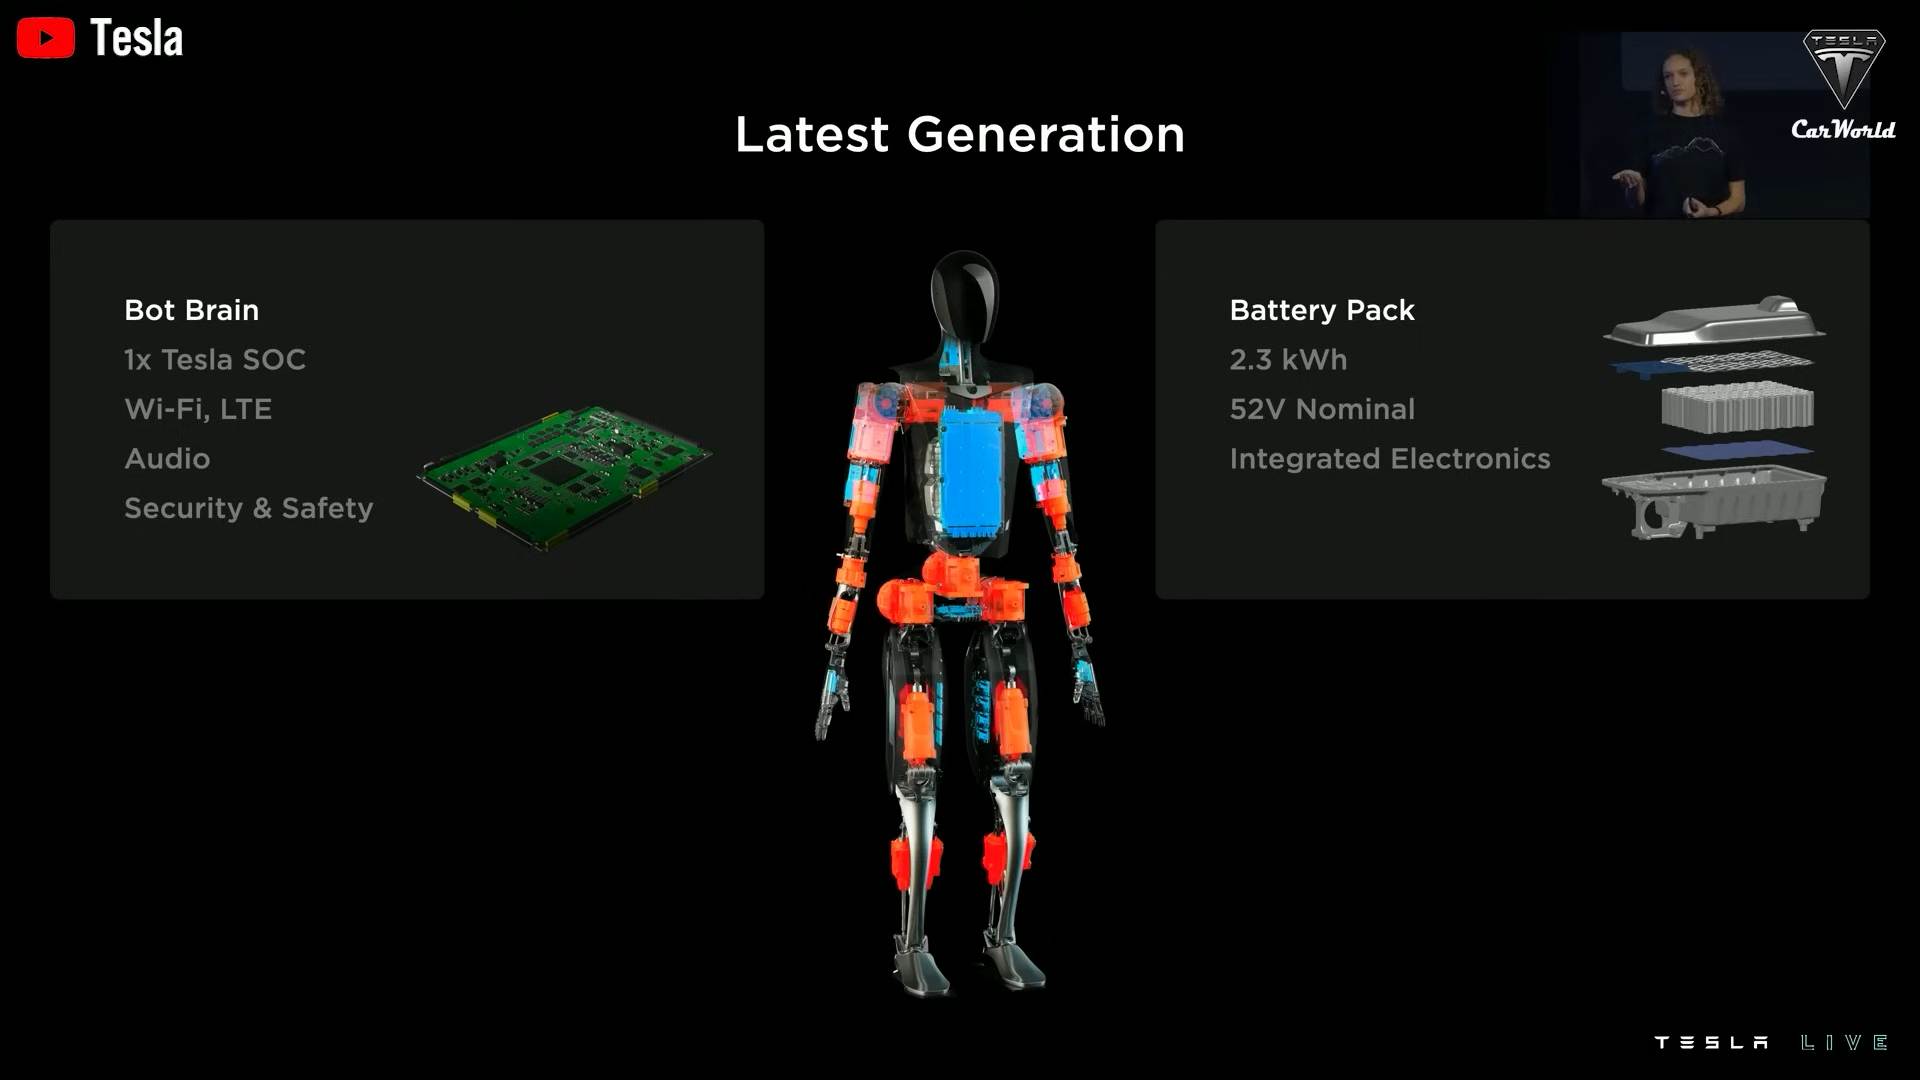 Tesla
TESLA
CarWorld
Latest Generation
Bot Brain
1x Tesla SOC
Wi-Fi, LTE
Audio
Security & Safety
Battery Pack
2.3 kWh
52V Nominal
Integrated Electronics
TESLA LIVE